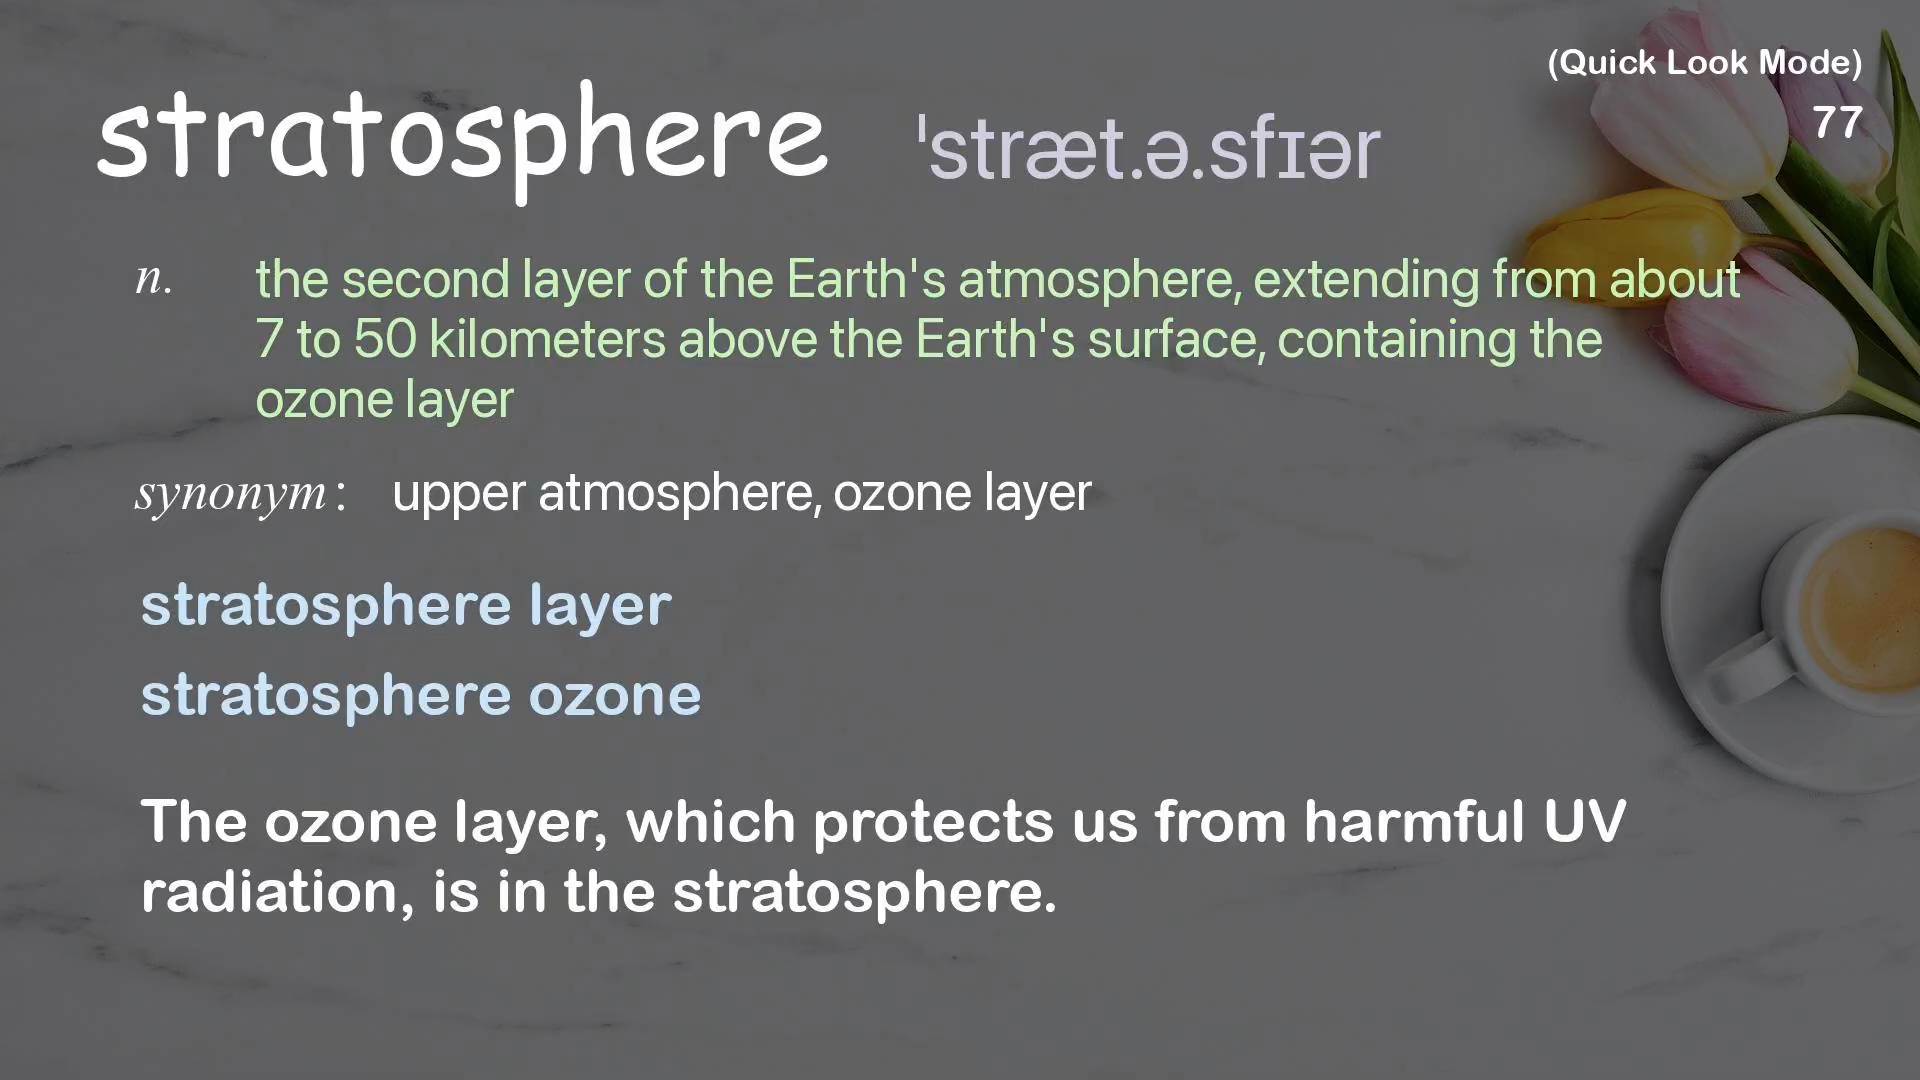 (Quick Look Mode)
stratosphere ˈstræt.ə.sfɪər
77
n. the second layer of the Earth's atmosphere, extending from about
7 to 50 kilometers above the Earth's surface, containing the
ozone layer
synonym: upper atmosphere, ozone layer
stratosphere layer
stratosphere ozone
The ozone layer, which protects us from harmful UV
radiation, is in the stratosphere.